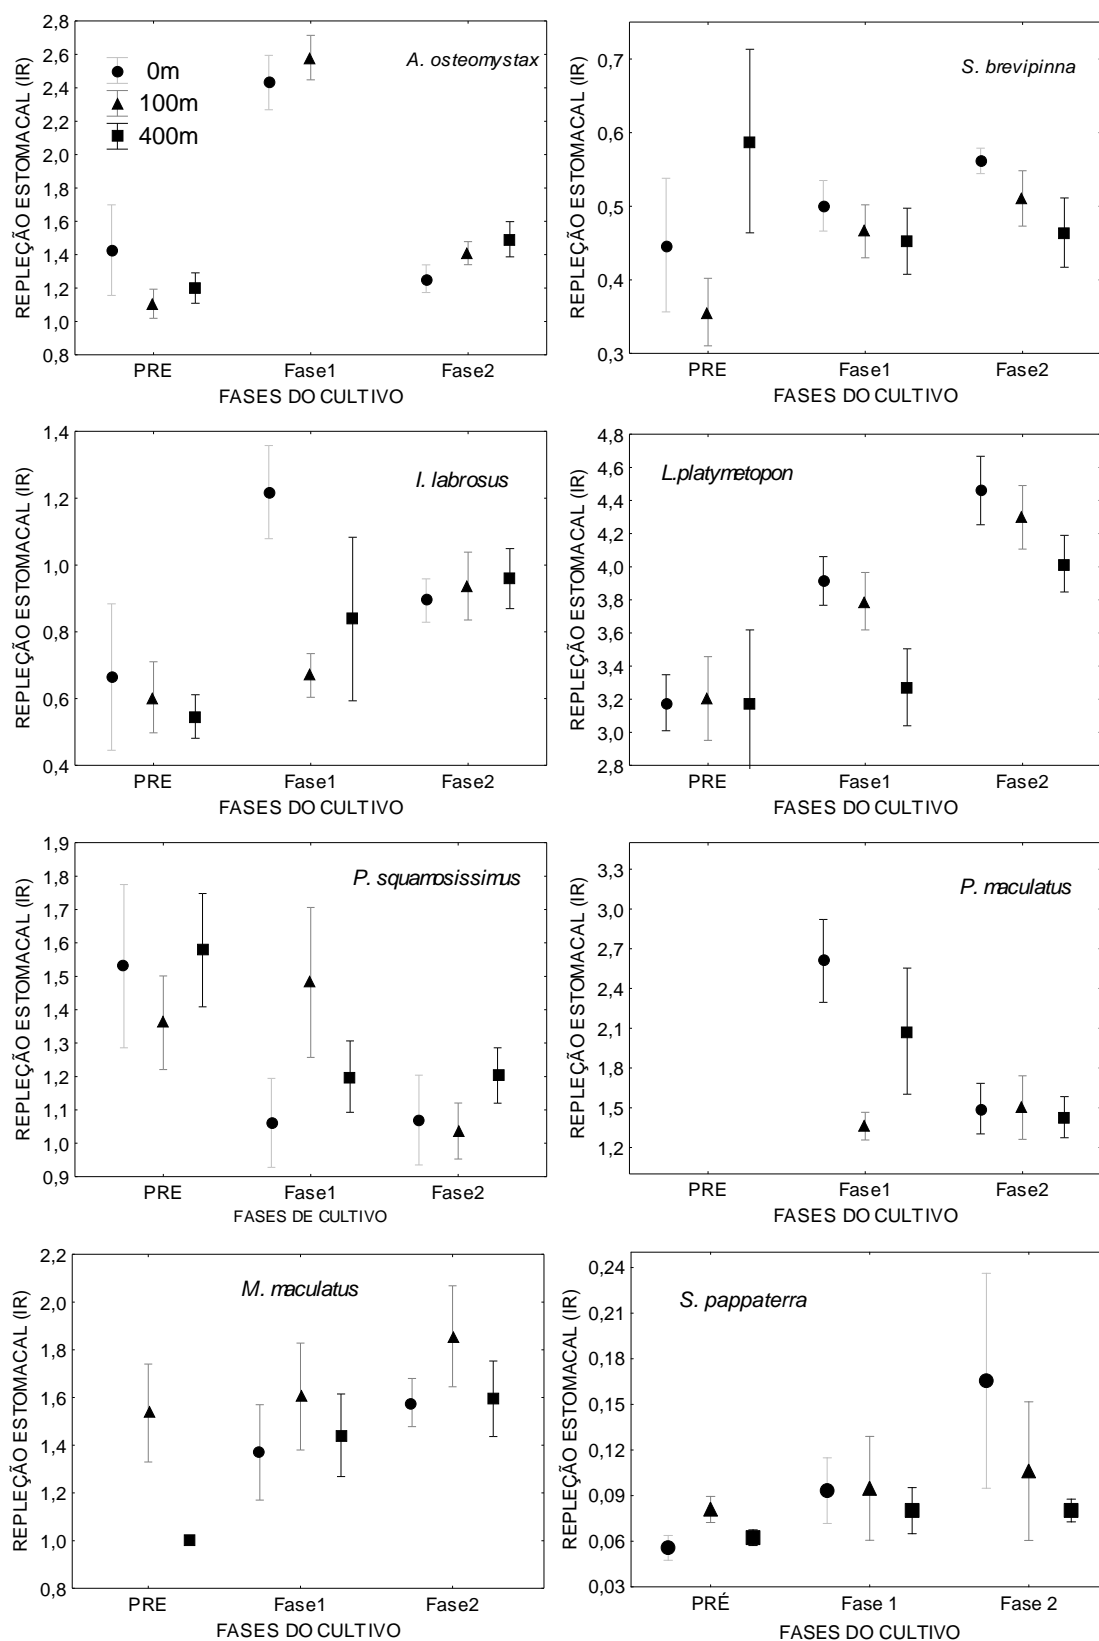 REPLEÇÃO ESTOMACAL (IR)
2,8
2,6
2,4
2,2
2,0
1,8
1,6
1,4
1,2
1,0
0,8
A. osteomystax
0m
100m
400m
PRE Fase1 Fase2
FASES DO CULTIVO
REPLEÇÃO ESTOMACAL (IR)
0,7
0,6
0,5
0,4
0,3
S. brevipinna
PRE Fase1 Fase2
FASES DO CULTIVO
REPLEÇÃO ESTOMACAL (IR)
1,4
1,2
1,0
0,8
0,6
0,4
I. labrosus
PRE Fase1 Fase2
FASES DO CULTIVO
REPLEÇÃO ESTOMACAL (IR)
4,8
4,6
4,4
4,2
4,0
3,8
3,6
3,4
3,2
3,0
2,8
L.platymetopon
PRE Fase1 Fase2
FASES DO CULTIVO
REPLEÇÃO ESTOMACAL (IR)
1,9
1,8
1,7
1,6
1,5
1,4
1,3
1,2
1,1
1,0
0,9
P. squamosissimus
PRE Fase1 Fase2
FASES DE CULTIVO
REPLEÇÃO ESTOMACAL (IR)
3,3
3,0
2,7
2,4
2,1
1,8
1,5
1,2
P. maculatus
PRE Fase1 Fase2
FASES DO CULTIVO
REPLEÇÃO ESTOMACAL (IR)
2,2
2,0
1,8
1,6
1,4
1,2
1,0
0,8
M. maculatus
PRE Fase1 Fase2
FASES DO CULTIVO
REPLEÇÃO ESTOMACAL (IR)
0,24
0,21
0,18
0,15
0,12
0,09
0,06
0,03
S. pappaterra
PRÉ Fase 1 Fase 2
FASES DO CULTIVO